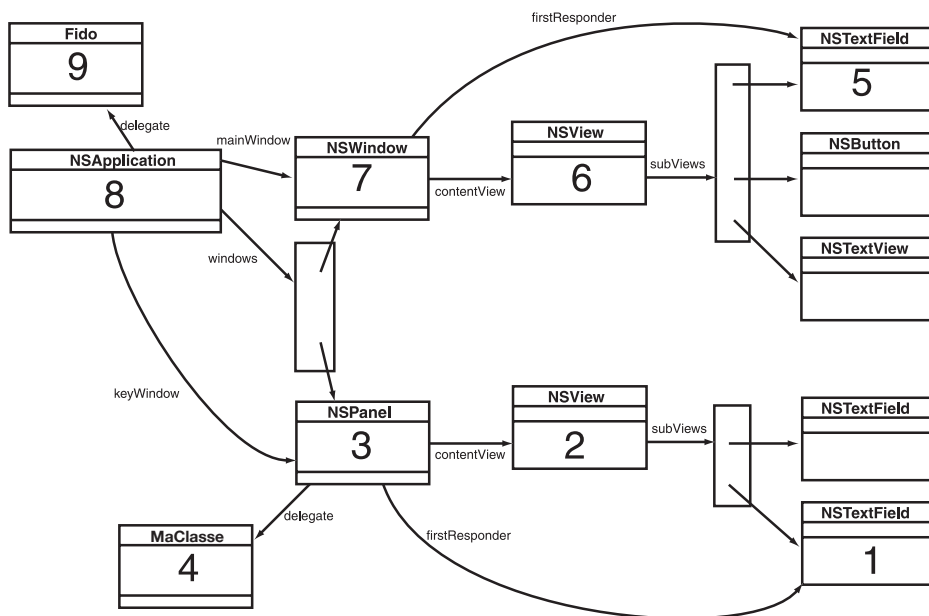 firstResponder
Fido
9
NSTextField
5
delegate
mainWindow
NSApplication
8
NSWindow
7
contentView
NSView
6
subViews
NSButton
NSTextView
windows
keyWindow
NSPanel
3
contentView
NSView
2
subViews
NSTextField
delegate
firstResponder
MaClasse
4
NSTextField
1